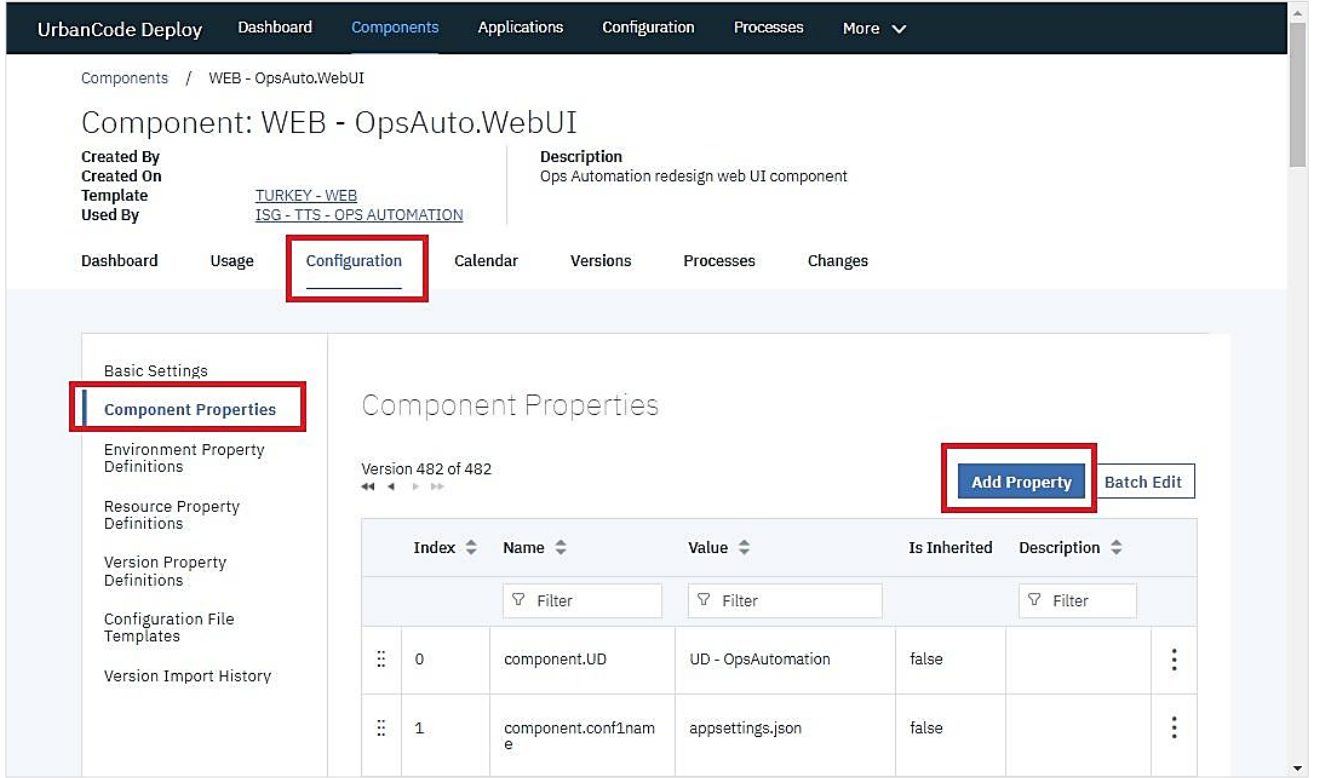 UrbanCode Deploy Dashboard Components Applications Configuration Processes More
Components / WEB - OpsAuto.WebUI
Component: WEB - OpsAuto.WebUI
Created By
Created On
Template TURKEY - WEB
Used By ISG - TTS - OPS AUTOMATION
Description
Ops Automation redesign web UI component
Dashboard Usage Configuration Calendar Versions Processes Changes
Basic Settings
Component Properties
Environment Property
Definitions
Resource Property
Definitions
Version Property
Definitions
Configuration File
Templates
Version Import History
Component Properties
Version 482 of 482
Add Property Batch Edit
Index Name Value Is Inherited Description
Filter Filter Filter
0 component.UD UD - OpsAutomation false
1 component.conf1nam appsettings.json false
e